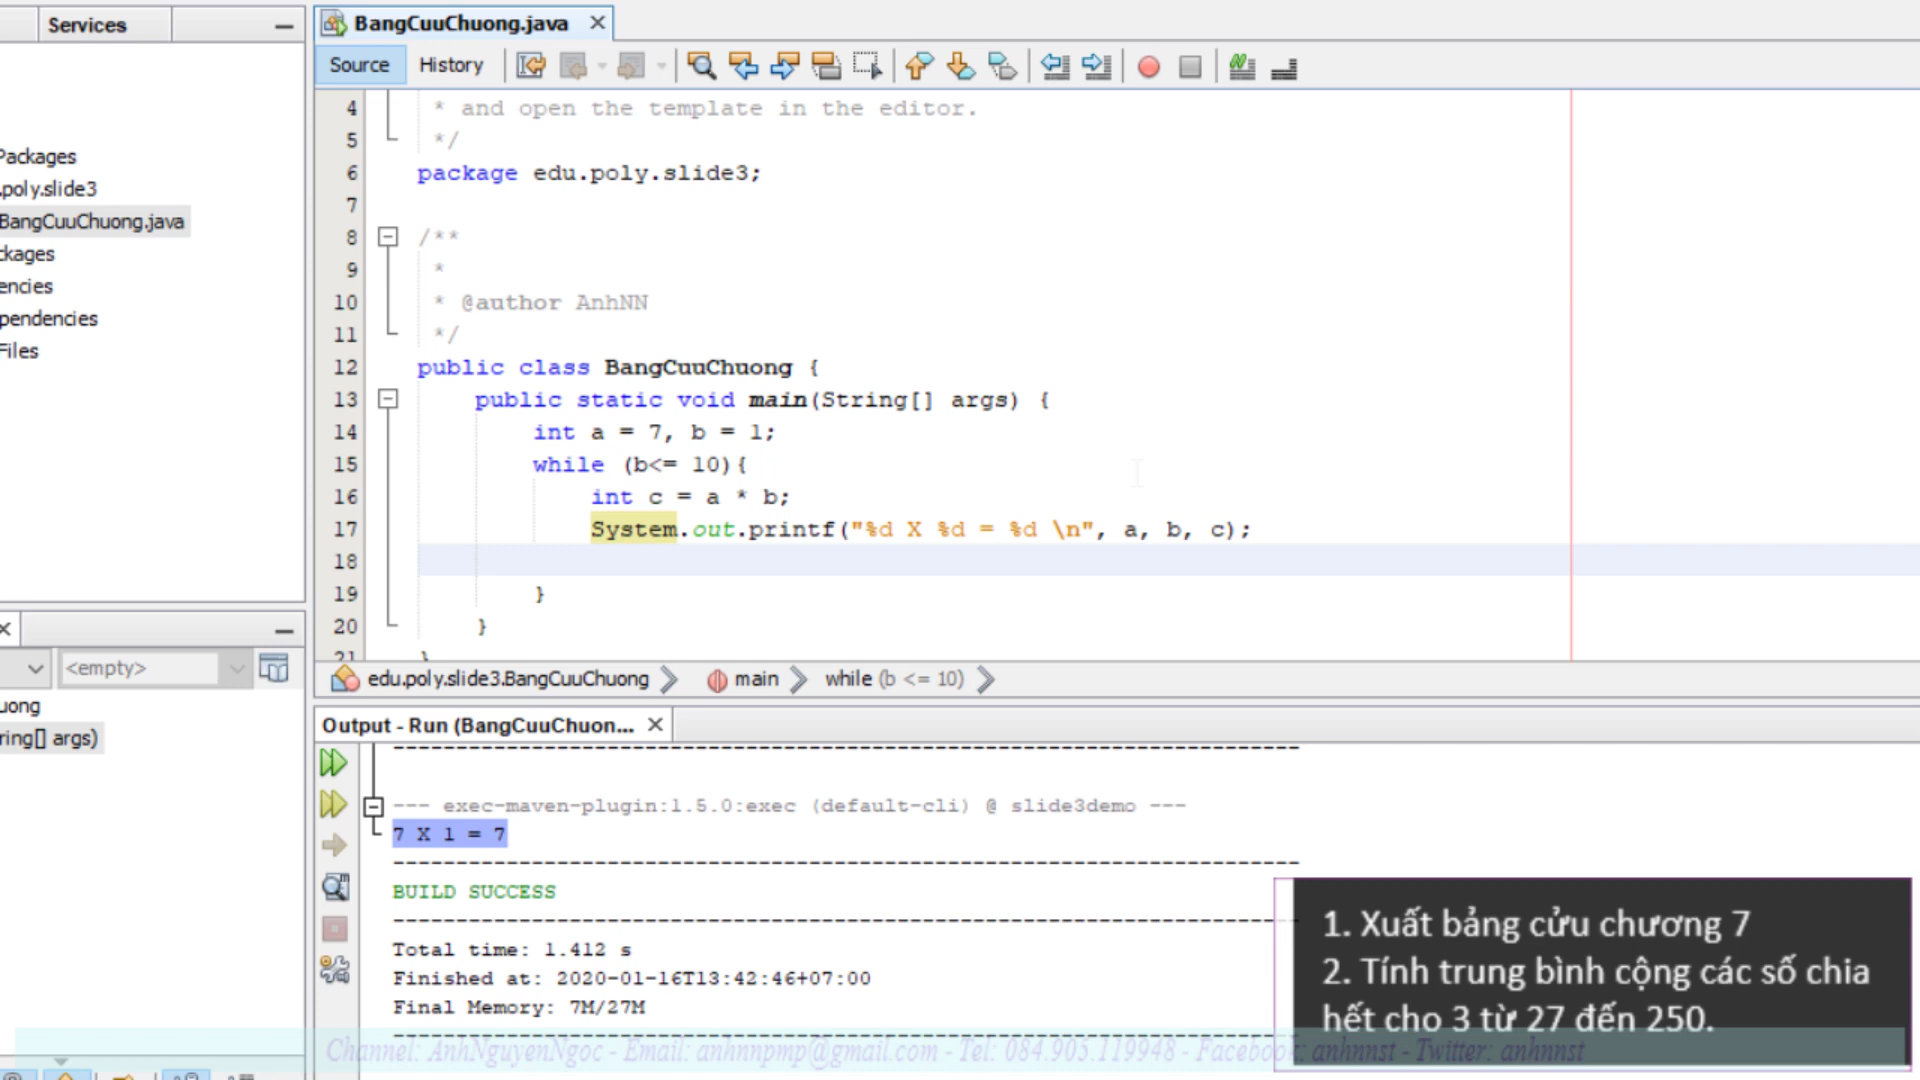 Services
BangCuuChuong.java
Source History
Packages
.poly.slide3
BangCuuChuong.java
ckages
encies
pendencies
Files
<empty>
uong
ring[] args)
4 * and open the template in the editor.
5 */
6 package edu.poly.slide3;
7
8 /**
9 *
10 * @author AnhNN
11 */
12 public class BangCuuChuong {
13 public static void main(String[] args) {
14 int a = 7, b = 1;
15 while (b<= 10){
16 int c = a * b;
17 System.out.printf("%d X %d = %d \n", a, b, c);
18
19 }
20 }
21 }
edu.poly.slide3.BangCuuChuong main while (b <= 10)
Output - Run (BangCuuChuon...
--- exec-maven-plugin:1.5.0:exec (default-cli) @ slide3demo ---
7 X 1 = 7
BUILD SUCCESS
Total time: 1.412 s
Finished at: 2020-01-16T13:42:46+07:00
Final Memory: 7M/27M
1. Xuất bảng cửu chương 7
2. Tính trung bình cộng các số chia
hết cho 3 từ 27 đến 250.
Channel: AnhNguyenNgoc - Email: anhnnpmp@gmail.com - Tel: 084.905.119948 - Facebook: anhnnst - Twitter: anhnnst